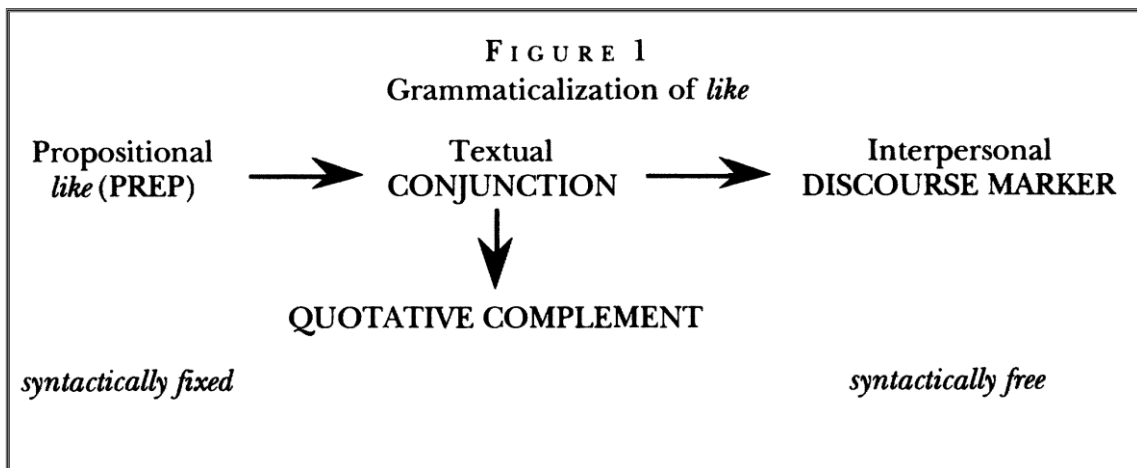 FIGURE 1
Grammaticalization of like
Propositional
like (PREP)
Textual
CONJUNCTION
Interpersonal
DISCOURSE MARKER
QUOTATIVE COMPLEMENT
syntactically fixed
syntactically free